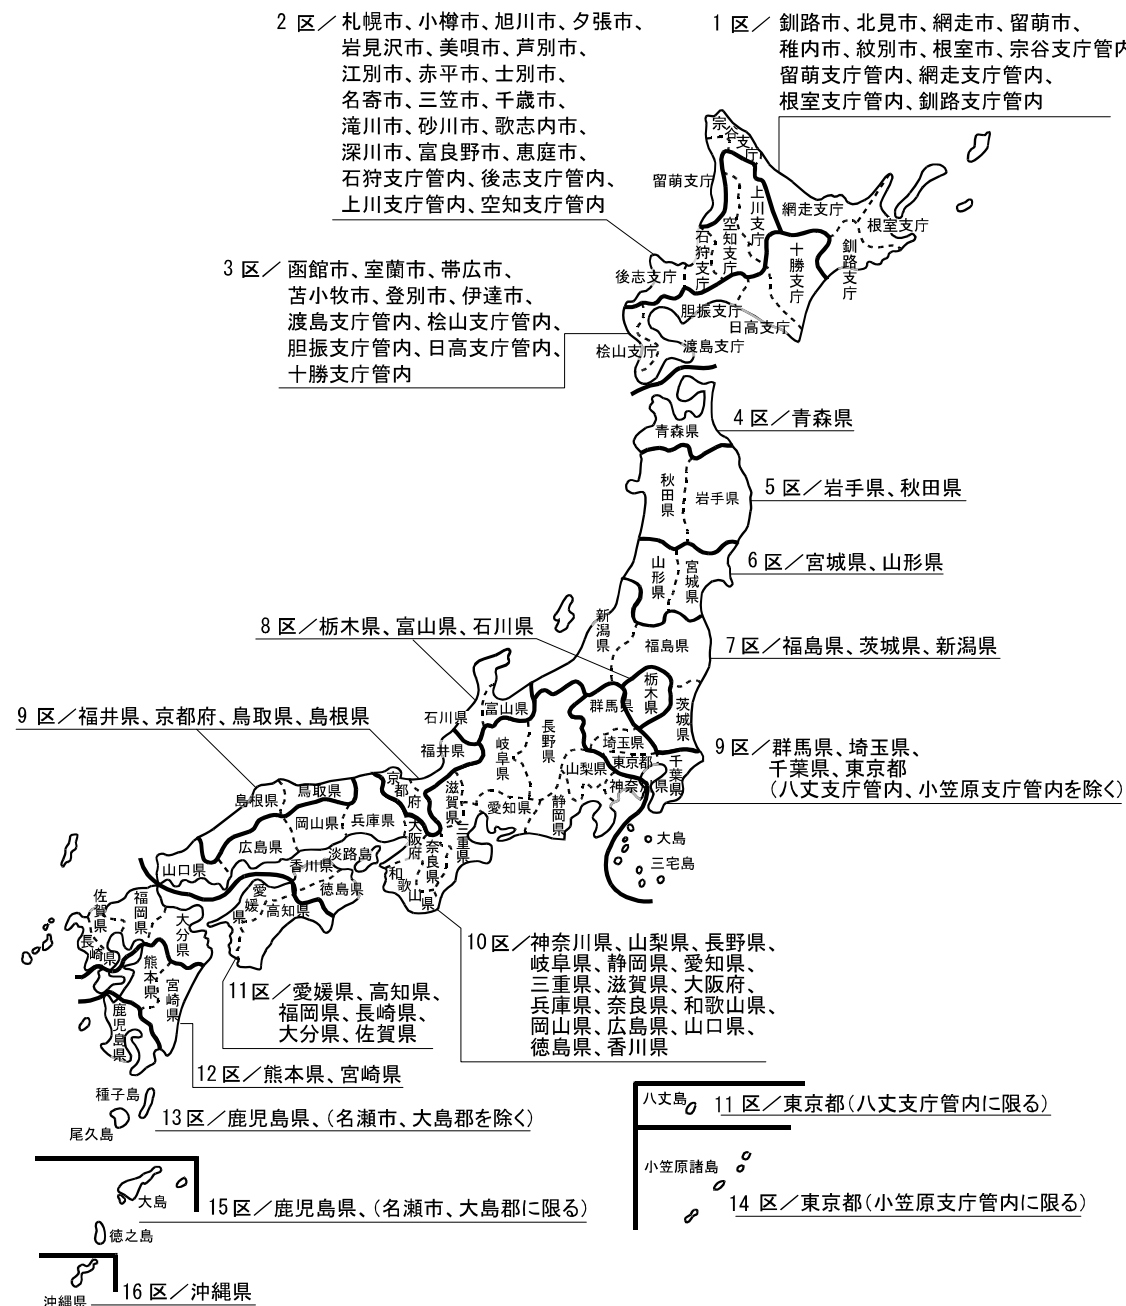 2 区／札幌市、小樽市、旭川市、夕張市、
岩見沢市、美唄市、芦別市、
江別市、赤平市、士別市、
名寄市、三笠市、千歳市、
滝川市、砂川市、歌志内市、
深川市、富良野市、恵庭市、
石狩支庁管内、後志支庁管内、
上川支庁管内、空知支庁管内
1 区／釧路市、北見市、網走市、留萌市、
稚内市、紋別市、根室市、宗谷支庁管内
留萌支庁管内、網走支庁管内、
根室支庁管内、釧路支庁管内
3 区／函館市、室蘭市、帯広市、
苫小牧市、登別市、伊達市、
渡島支庁管内、桧山支庁管内、
胆振支庁管内、日高支庁管内、
十勝支庁管内
宗谷支庁
留萌支庁
上川支庁
網走支庁
根室支庁
空知支庁
石狩支庁
十勝支庁
釧路支庁
後志支庁
胆振支庁
日高支庁
桧山支庁
渡島支庁
4 区／青森県
青森県
秋田県
岩手県
5 区／岩手県、秋田県
山形県
宮城県
6 区／宮城県、山形県
新潟県
福島県
8 区／栃木県、富山県、石川県
7 区／福島県、茨城県、新潟県
栃木県
茨城県
群馬県
富山県
石川県
9 区／福井県、京都府、鳥取県、島根県
福井県
岐阜県
長野県
埼玉県
東京都
千葉県
山梨県
神奈川県
9 区／群馬県、埼玉県、
千葉県、東京都
（八丈支庁管内、小笠原支庁管内を除く）
京都府
滋賀県
愛知県
静岡県
鳥取県
島根県
岡山県
兵庫県
大阪府
三重県
奈良県
広島県
淡路島
香川県
山口県
徳島県
和歌山県
愛媛県
高知県
大島
三宅島
佐賀県
福岡県
大分県
長崎県
熊本県
宮崎県
鹿児島県
10 区／神奈川県、山梨県、長野県、
岐阜県、静岡県、愛知県、
三重県、滋賀県、大阪府、
兵庫県、奈良県、和歌山県、
岡山県、広島県、山口県、
徳島県、香川県
11区／愛媛県、高知県、
福岡県、長崎県、
大分県、佐賀県
12 区／熊本県、宮崎県
種子島
尾久島
13 区／鹿児島県、（名瀬市、大島郡を除く）
八丈島
11 区／東京都（八丈支庁管内に限る）
小笠原諸島
14 区／東京都（小笠原支庁管内に限る）
大島
15区／鹿児島県、（名瀬市、大島郡に限る）
徳之島
16 区／沖縄県
沖縄県